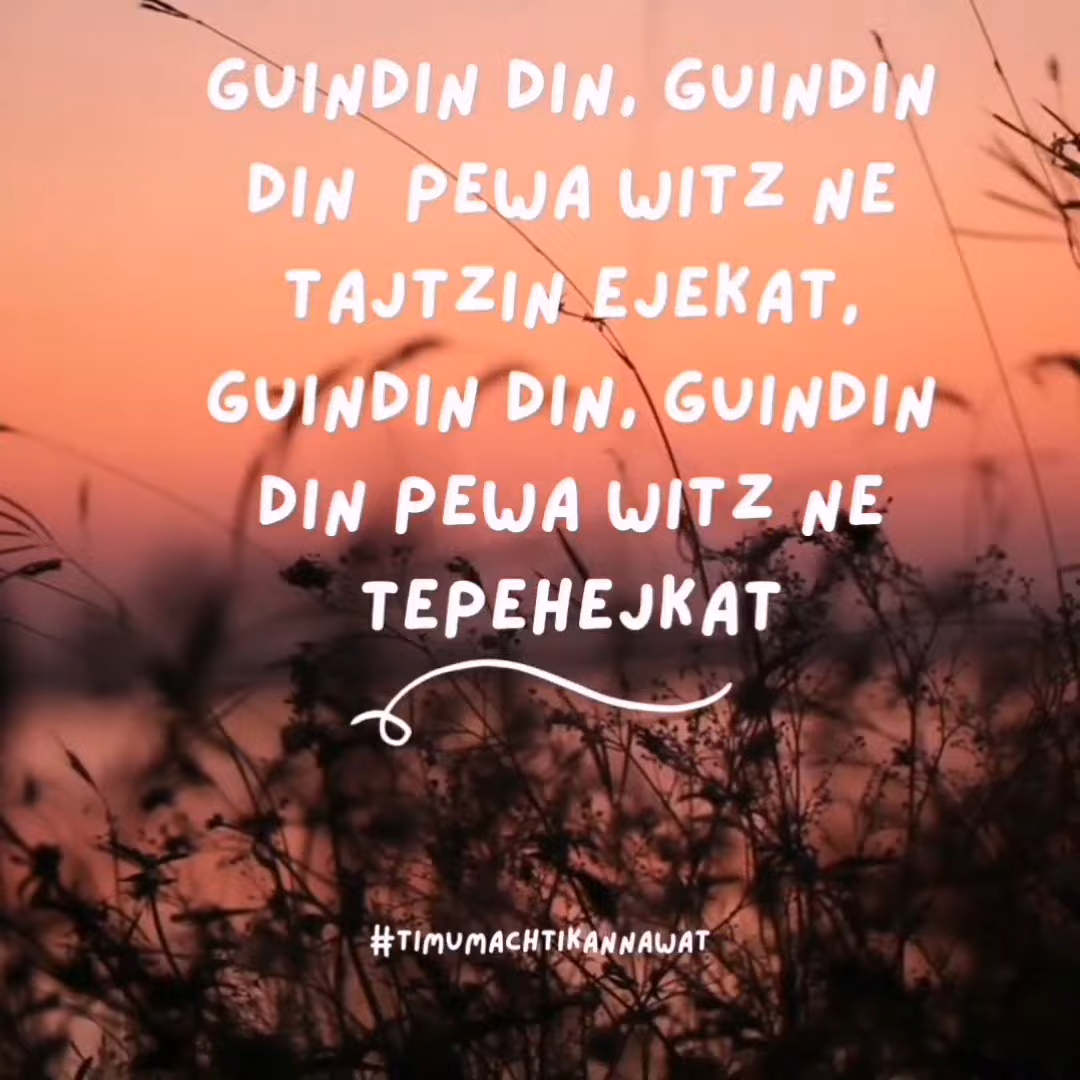 GUINDIN DIN, GUINDIN
DIN PEWA WITZ NE
TAJTZIN EJEKAT,
GUINDIN DIN, GUINDIN
DIN PEWA WITZ NE
TEPEHEJKAT
#TIMUMACHTIKANNAWAT